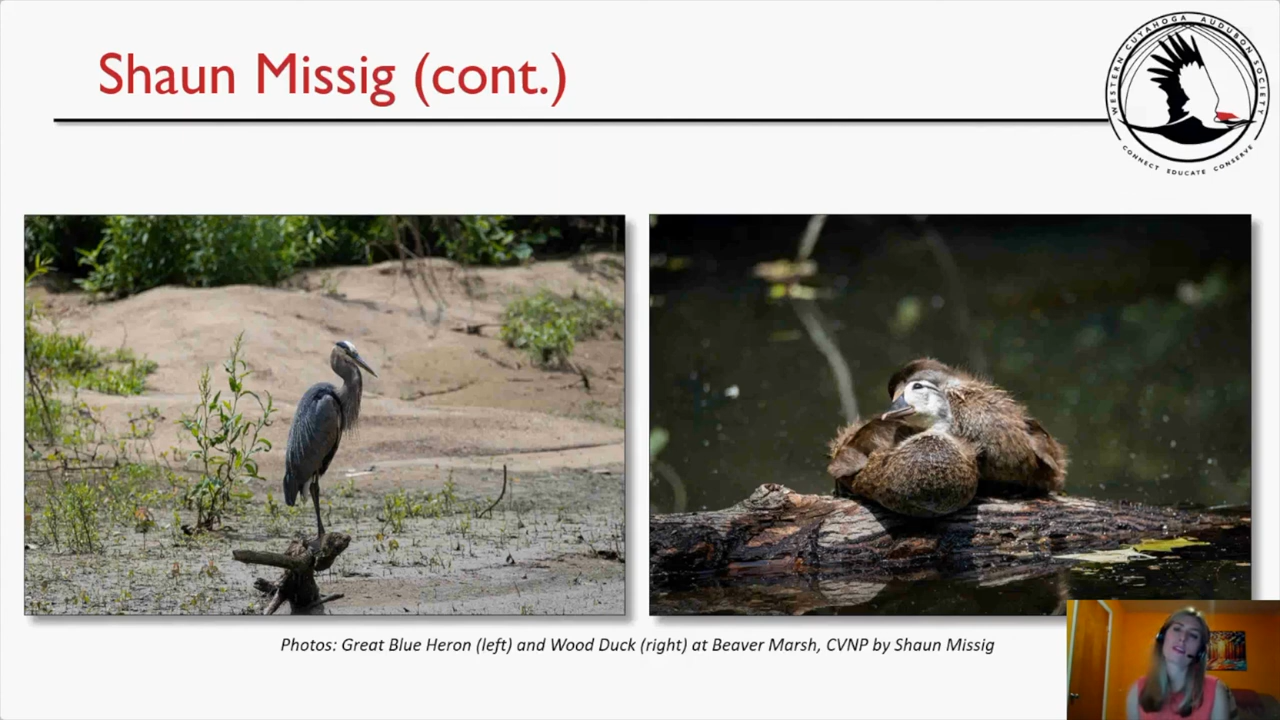 Shaun Missig (cont.)
WESTERN CUYAHOGA AUDUBON SOCIETY
CONNECT EDUCATE CONSERVE
Photos: Great Blue Heron (left) and Wood Duck (right) at Beaver Marsh, CVNP by Shaun Missig